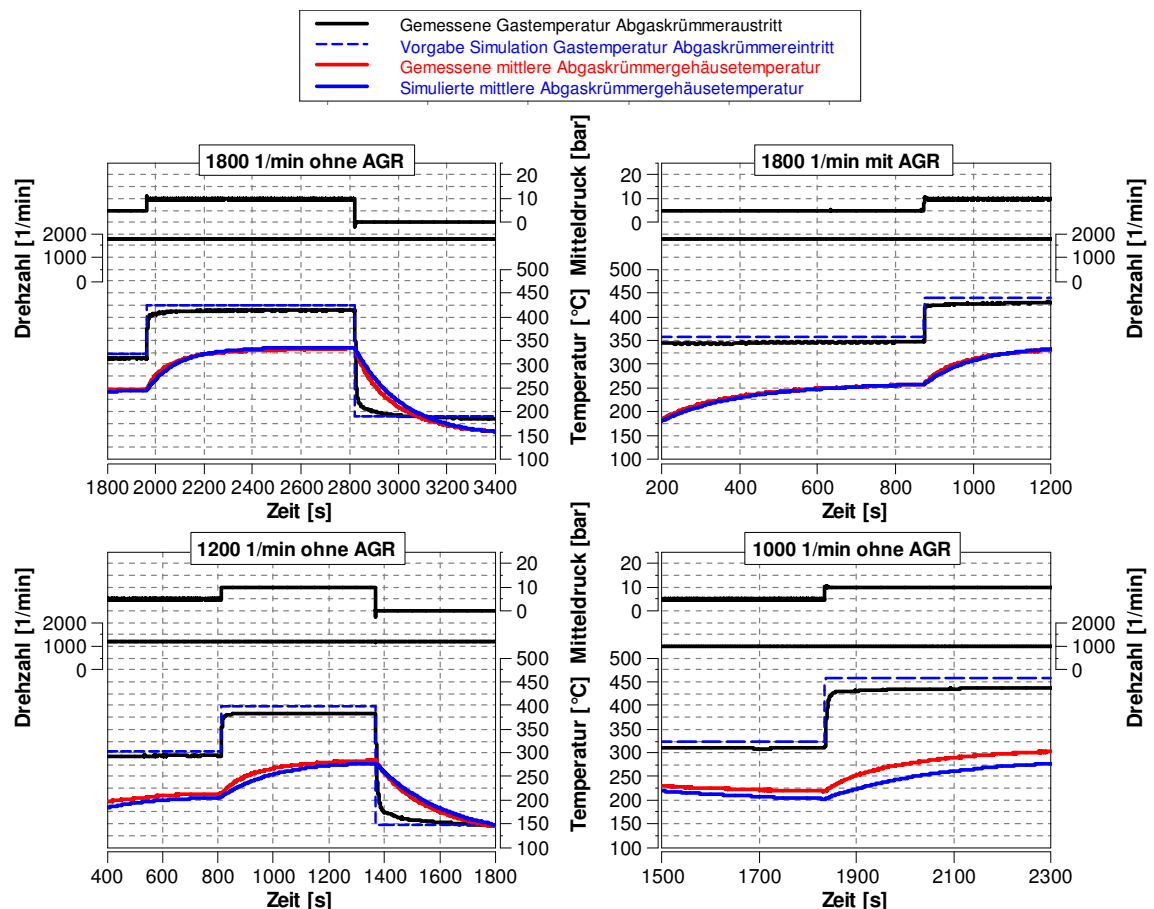 Gemessene Gastemperatur Abgaskrümmeraustritt
Vorgabe Simulation Gastemperatur Abgaskrümmereintritt
Gemessene mittlere Abgaskrümmergehäusetemperatur
Simulierte mittlere Abgaskrümmergehäusetemperatur
1800 1/min ohne AGR
Drehzahl [1/min]
2000
1000
0
20
10
0
Mitteldruck [bar]
500
450
400
350
300
250
200
150
100
Temperatur [°C]
1800 2000 2200 2400 2600 2800 3000 3200 3400
Zeit [s]
1800 1/min mit AGR
20
10
0
2000
1000
0
Drehzahl [1/min]
500
450
400
350
300
250
200
150
100
200 400 600 800 1000 1200
Zeit [s]
1200 1/min ohne AGR
Drehzahl [1/min]
2000
1000
0
20
10
0
Mitteldruck [bar]
500
450
400
350
300
250
200
150
100
Temperatur [°C]
400 600 800 1000 1200 1400 1600 1800
Zeit [s]
1000 1/min ohne AGR
20
10
0
2000
1000
0
Drehzahl [1/min]
500
450
400
350
300
250
200
150
100
1500 1700 1900 2100 2300
Zeit [s]